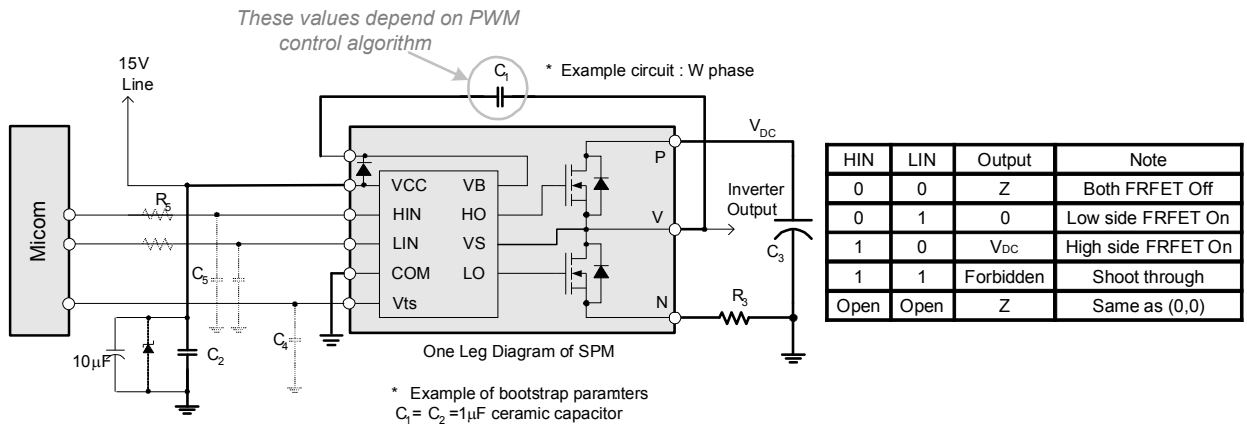 These values depend on PWM
control algorithm
15V
Line
C1
* Example circuit : W phase
VDC
P
Micom
R5
VCC VB
HIN HO
LIN VS
COM LO
Vts
V
N
Inverter
Output
C3
R3
C5
C4
10μF
C2
One Leg Diagram of SPM
* Example of bootstrap paramters
C1= C2 =1μF ceramic capacitor
HIN LIN Output Note
0 0 Z Both FRFET Off
0 1 0 Low side FRFET On
1 0 VDC High side FRFET On
1 1 Forbidden Shoot through
Open Open Z Same as (0,0)